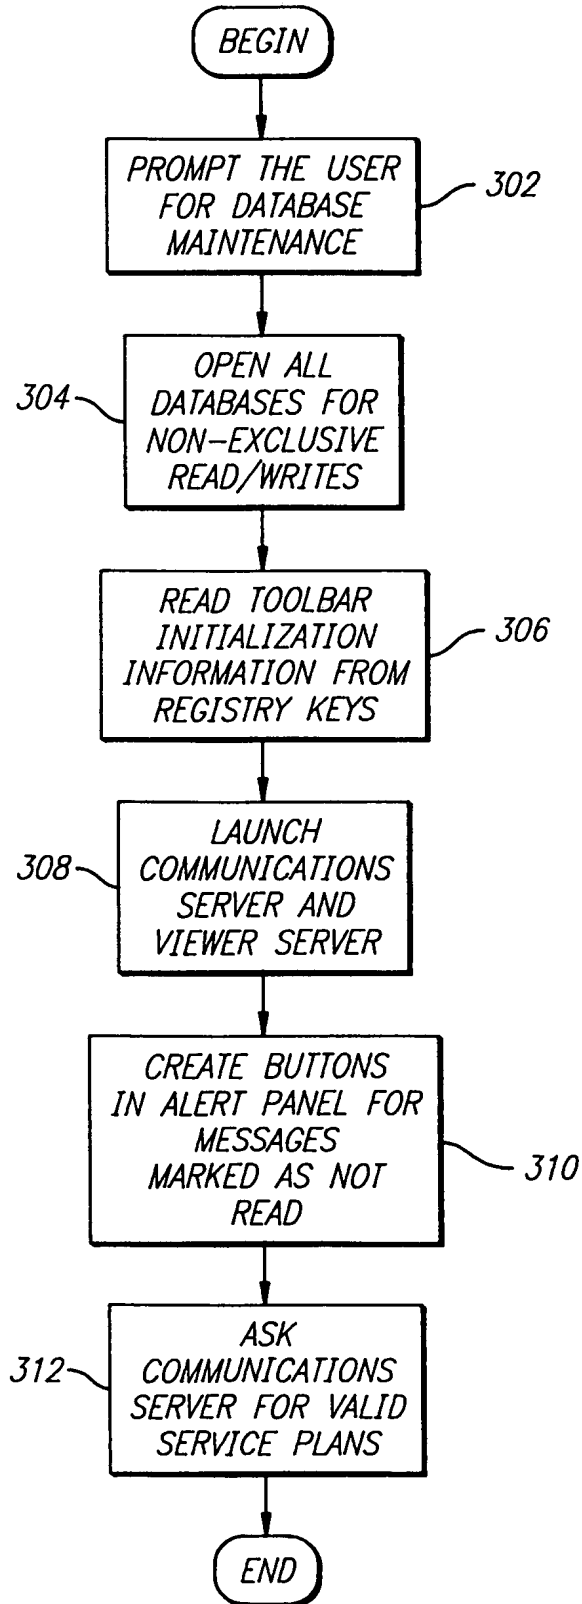 BEGIN
PROMPT THE USER
FOR DATABASE
MAINTENANCE
302
OPEN ALL
DATABASES FOR
NON-EXCLUSIVE
READ/WRITES
304
READ TOOLBAR
INITIALIZATION
INFORMATION FROM
REGISTRY KEYS
306
LAUNCH
COMMUNICATIONS
SERVER AND
VIEWER SERVER
308
CREATE BUTTONS
IN ALERT PANEL FOR
MESSAGES
MARKED AS NOT
READ
310
ASK
COMMUNICATIONS
SERVER FOR VALID
SERVICE PLANS
312
END